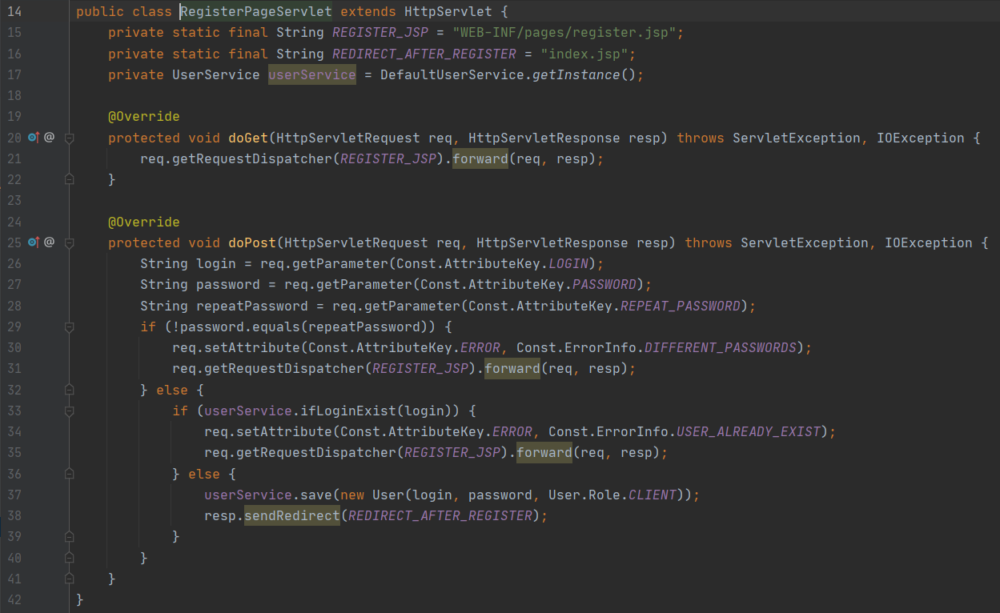 14 public class RegisterPageServlet extends HttpServlet {
15     private static final String REGISTER_JSP = "WEB-INF/pages/register.jsp";
16     private static final String REDIRECT_AFTER_REGISTER = "index.jsp";
17     private UserService userService = DefaultUserService.getInstance();
18
19     @Override
20 @     protected void doGet(HttpServletRequest req, HttpServletResponse resp) throws ServletException, IOException {
21         req.getRequestDispatcher(REGISTER_JSP).forward(req, resp);
22     }
23
24     @Override
25 @     protected void doPost(HttpServletRequest req, HttpServletResponse resp) throws ServletException, IOException {
26         String login = req.getParameter(Const.AttributeKey.LOGIN);
27         String password = req.getParameter(Const.AttributeKey.PASSWORD);
28         String repeatPassword = req.getParameter(Const.AttributeKey.REPEAT_PASSWORD);
29         if (!password.equals(repeatPassword)) {
30             req.setAttribute(Const.AttributeKey.ERROR, Const.ErrorInfo.DIFFERENT_PASSWORDS);
31             req.getRequestDispatcher(REGISTER_JSP).forward(req, resp);
32         } else {
33             if (userService.ifLoginExist(login)) {
34                 req.setAttribute(Const.AttributeKey.ERROR, Const.ErrorInfo.USER_ALREADY_EXIST);
35                 req.getRequestDispatcher(REGISTER_JSP).forward(req, resp);
36             } else {
37                 userService.save(new User(login, password, User.Role.CLIENT));
38                 resp.sendRedirect(REDIRECT_AFTER_REGISTER);
39             }
40         }
41     }
42 }